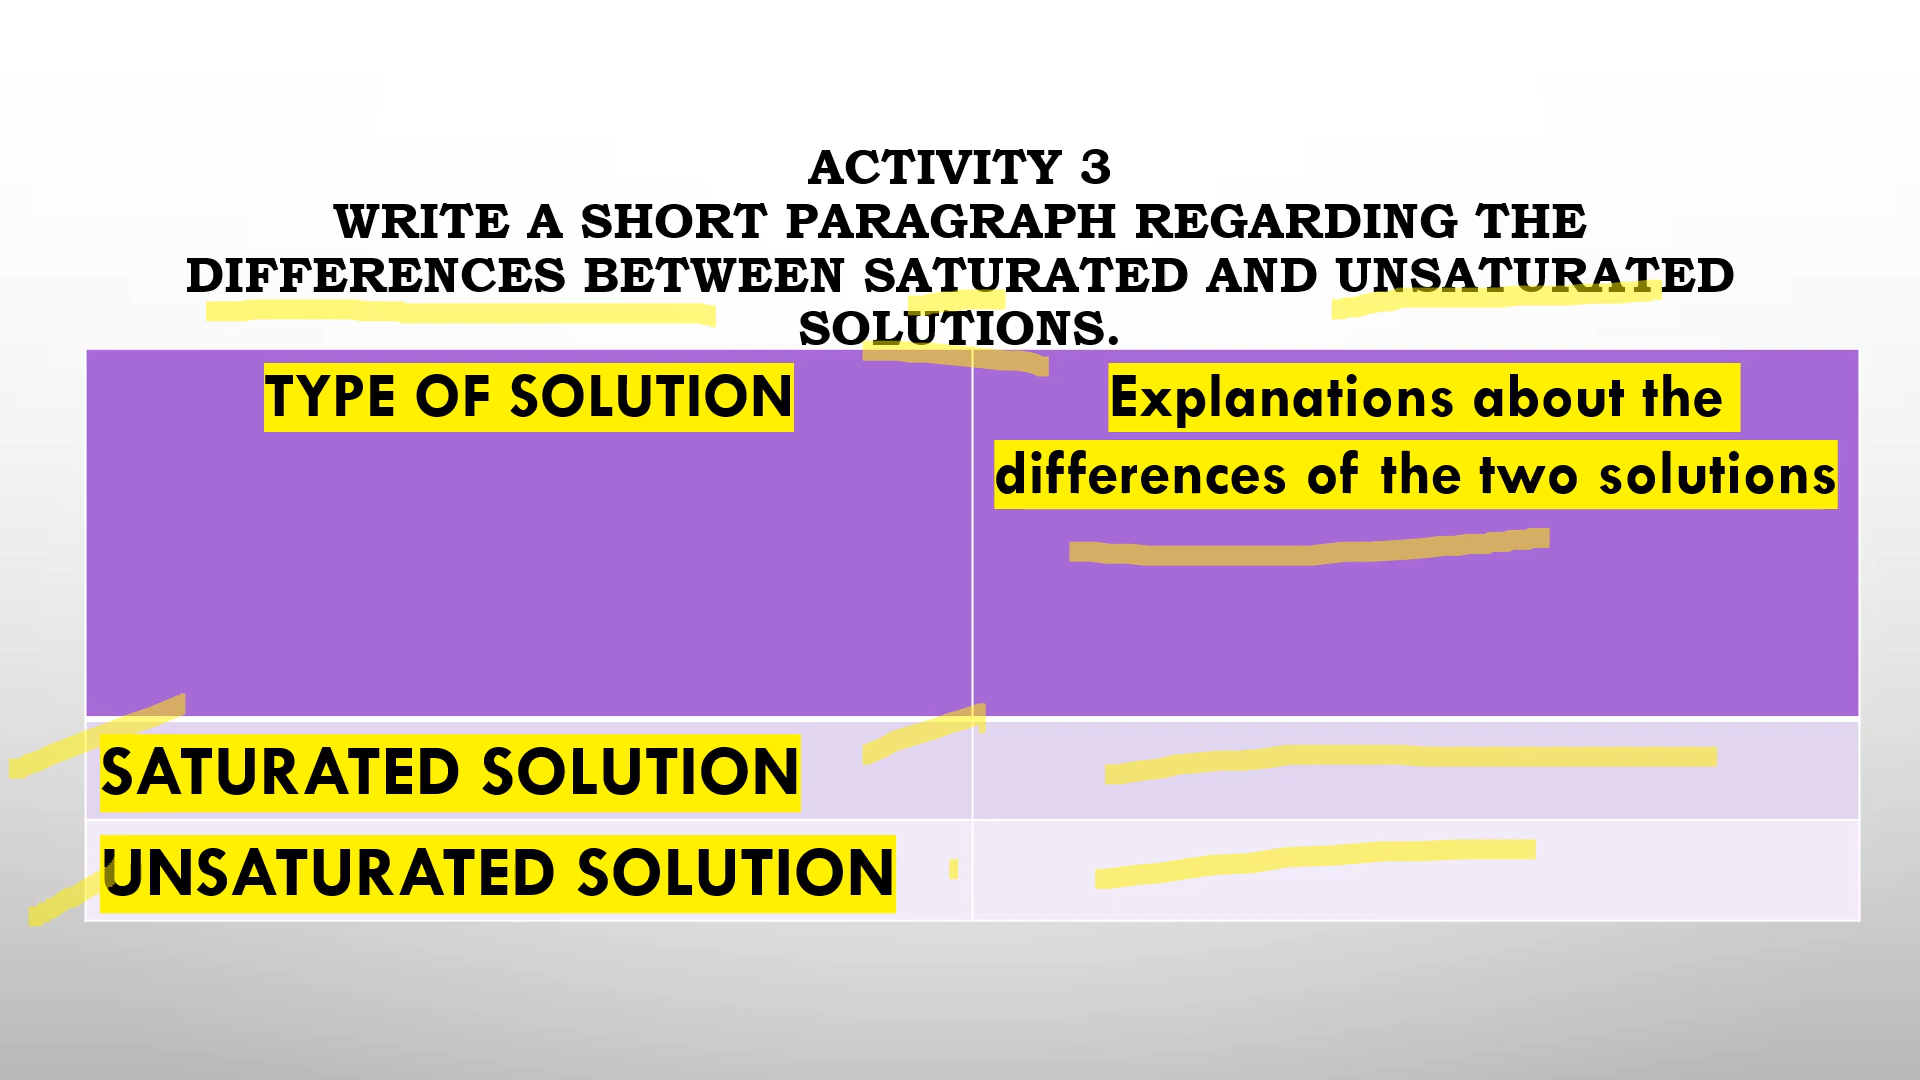 ACTIVITY 3
WRITE A SHORT PARAGRAPH REGARDING THE
DIFFERENCES BETWEEN SATURATED AND UNSATURATED
SOLUTIONS.
TYPE OF SOLUTION
Explanations about the
differences of the two solutions
SATURATED SOLUTION
UNSATURATED SOLUTION